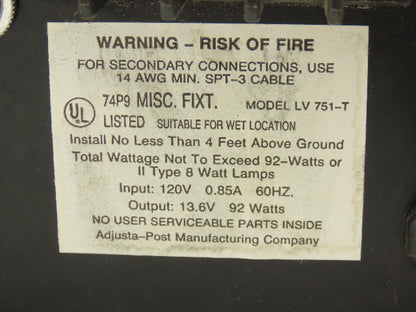 WARNING – RISK OF FIRE
FOR SECONDARY CONNECTIONS, USE
14 AWG MIN. SPT-3 CABLE
UL 74P9 MISC. FIXT. MODEL LV 751-T
LISTED SUITABLE FOR WET LOCATION
Install No Less Than 4 Feet Above Ground
Total Wattage Not To Exceed 92-Watts or
II Type 8 Watt Lamps
Input: 120V 0.85A 60HZ.
Output: 13.6V 92 Watts
NO USER SERVICEABLE PARTS INSIDE
Adjusta-Post Manufacturing Company